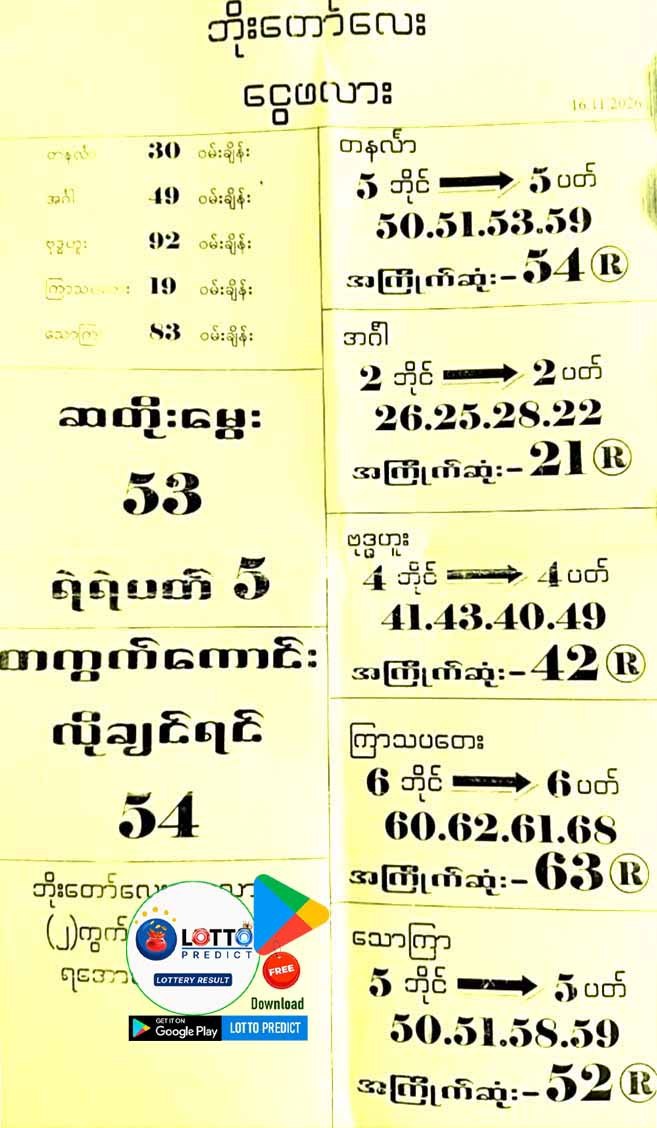 ဘိုးတော်လေး
ငွေဖလား
16.11.2026
တနင်္လာ 30 ဝမ်းချိန်း
အင်္ဂါ 49 ဝမ်းချိန်း
ဗုဒ္ဓဟူး 92 ဝမ်းချိန်း
ကြာသပတေး 19 ဝမ်းချိန်း
သောကြာ 83 ဝမ်းချိန်း
ဆတိုးမွှေး
53
ရဲရဲပတ် 5
တကွက်ကောင်း
လိုချင်ရင်
54
ဘိုးတော်လေး
(၂)ကွက်
LOTTO
PREDICT
LOTTERY RESULT
FREE
Download
GET IT ON
Google Play
LOTTO PREDICT
တနင်္လာ
5 ဘိုင် → 5 ပတ်
50.51.53.59
အကြိုက်ဆုံး - 54 R
အင်္ဂါ
2 ဘိုင် → 2 ပတ်
26.25.28.22
အကြိုက်ဆုံး - 21 R
ဗုဒ္ဓဟူး
4 ဘိုင် → 4 ပတ်
41.43.40.49
အကြိုက်ဆုံး - 42 R
ကြာသပတေး
6 ဘိုင် → 6 ပတ်
60.62.61.68
အကြိုက်ဆုံး - 63 R
သောကြာ
5 ဘိုင် → 5 ပတ်
50.51.58.59
အကြိုက်ဆုံး - 52 R